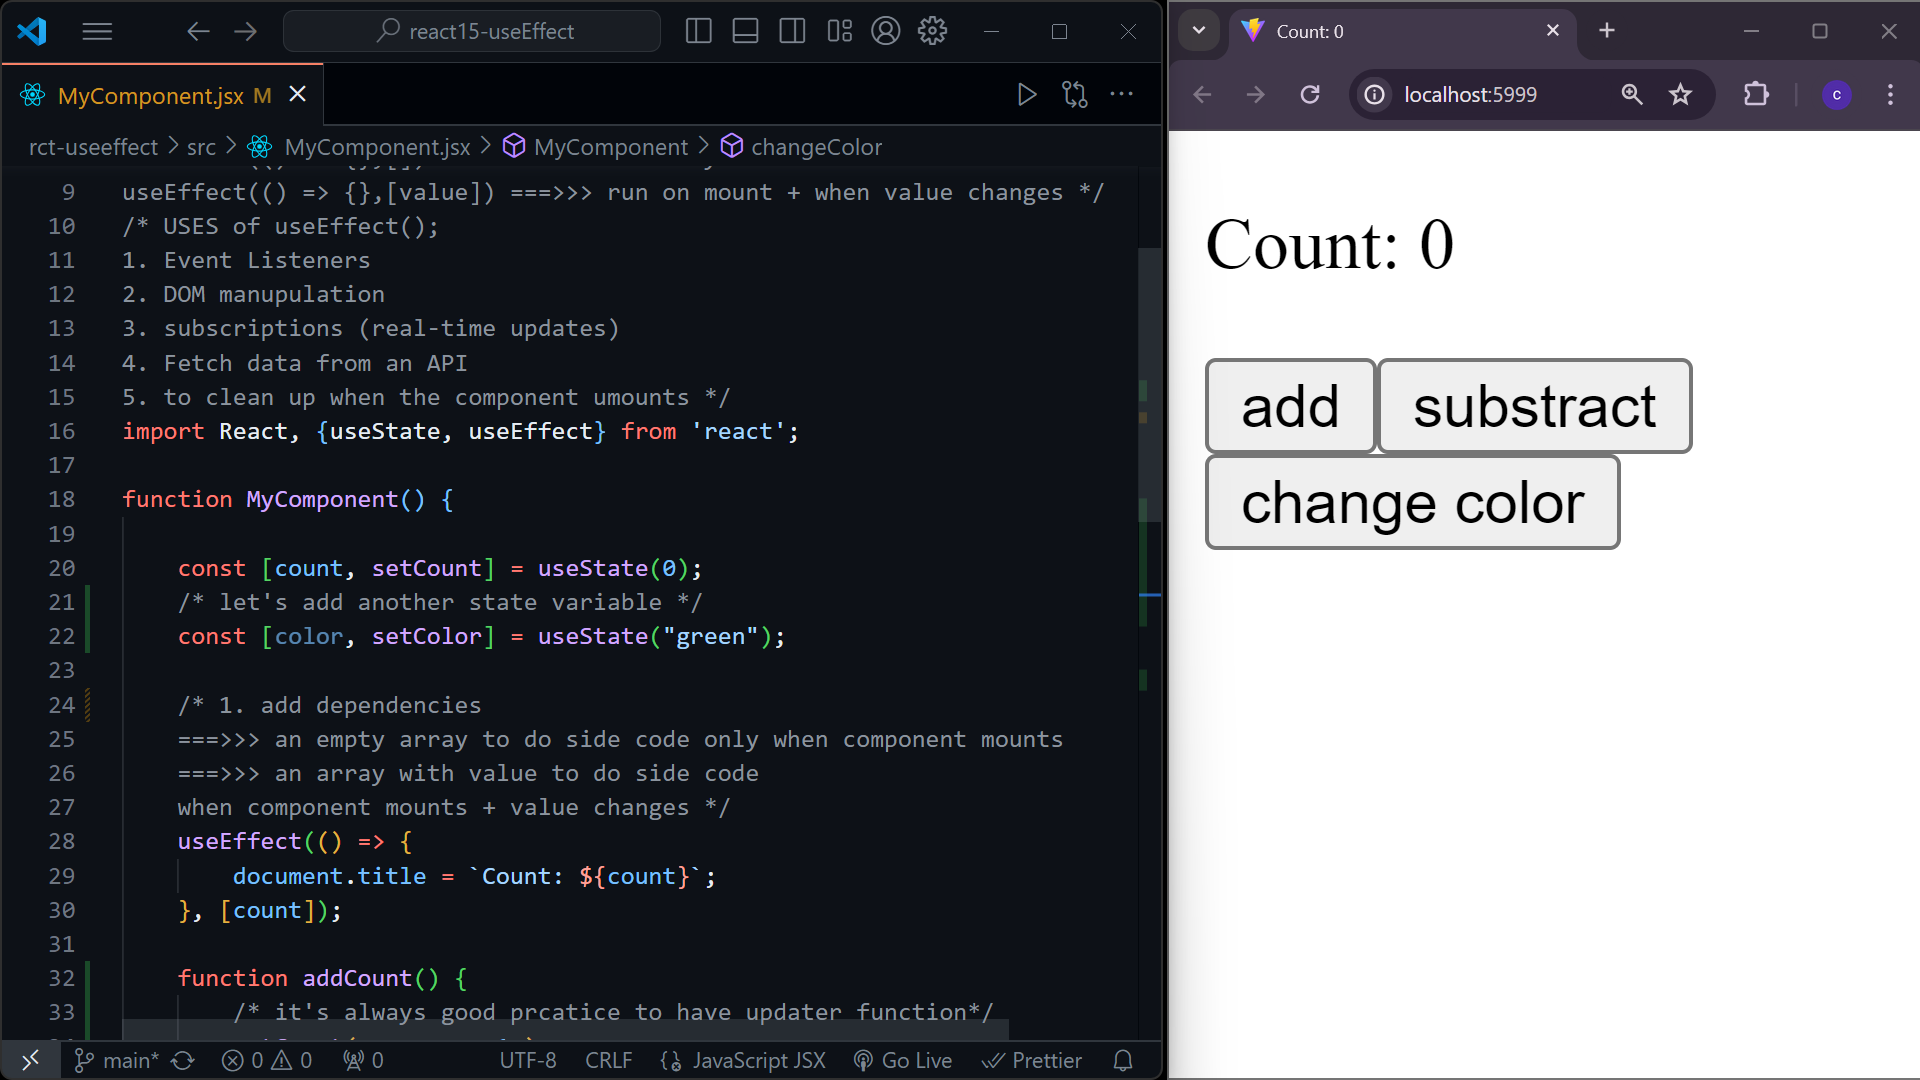 react15-useEffect
MyComponent.jsx M
rct-useeffect > src > MyComponent.jsx > MyComponent > changeColor
9 useEffect(() => {},[value]) ===>>> run on mount + when value changes */
10 /* USES of useEffect();
11 1. Event Listeners
12 2. DOM manupulation
13 3. subscriptions (real-time updates)
14 4. Fetch data from an API
15 5. to clean up when the component umounts */
16 import React, {useState, useEffect} from 'react';
17
18 function MyComponent() {
19
20 const [count, setCount] = useState(0);
21 /* let's add another state variable */
22 const [color, setColor] = useState("green");
23
24 /* 1. add dependencies
25 ===>>> an empty array to do side code only when component mounts
26 ===>>> an array with value to do side code
27 when component mounts + value changes */
28 useEffect(() => {
29 document.title = `Count: ${count}`;
30 }, [count]);
31
32 function addCount() {
33 /* it's always good prcatice to have updater function*/
main* 0 0 0 UTF-8 CRLF JavaScript JSX Go Live Prettier
Count: 0
localhost:5999
c
Count: 0
add substract
change color